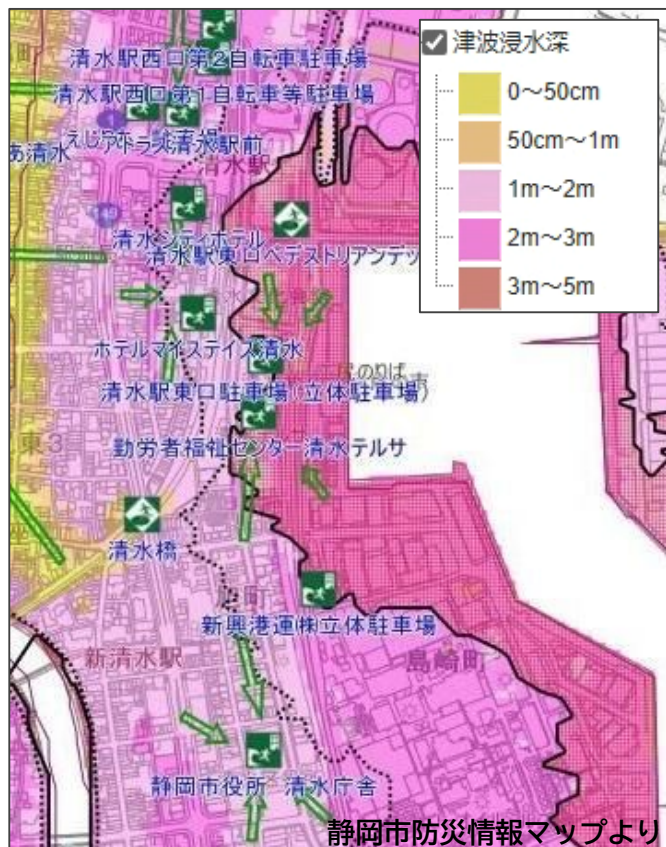 津波浸水深
0～50cm
50cm～1m
1m～2m
2m～3m
3m～5m
清水駅西口第2自転車駐車場
清水駅西口第1自転車等駐車場
清水駅前
清水駅
149
清水シティホテル
清水駅東口ペデストリアンデッ
ホテルマイステイズ清水
のりば
清水駅東口駐車場(立体駐車場)
勤労者福祉センター清水テルサ
清水橋
新興港運㈱立体駐車場
新清水駅
島崎町
静岡市役所 清水庁舎
静岡市防災情報マップより